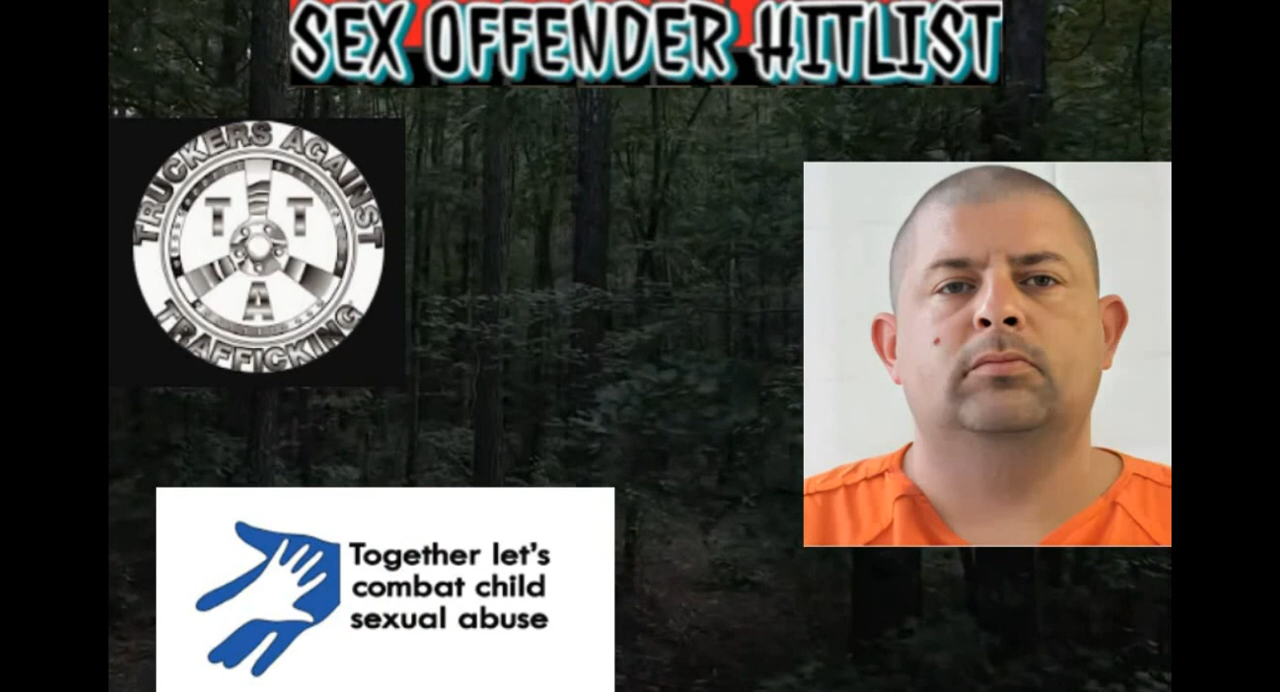 SEX OFFENDER HITLIST
TRUCKERS AGAINST
T T
A
TRAFFICKING
Together let's
combat child
sexual abuse